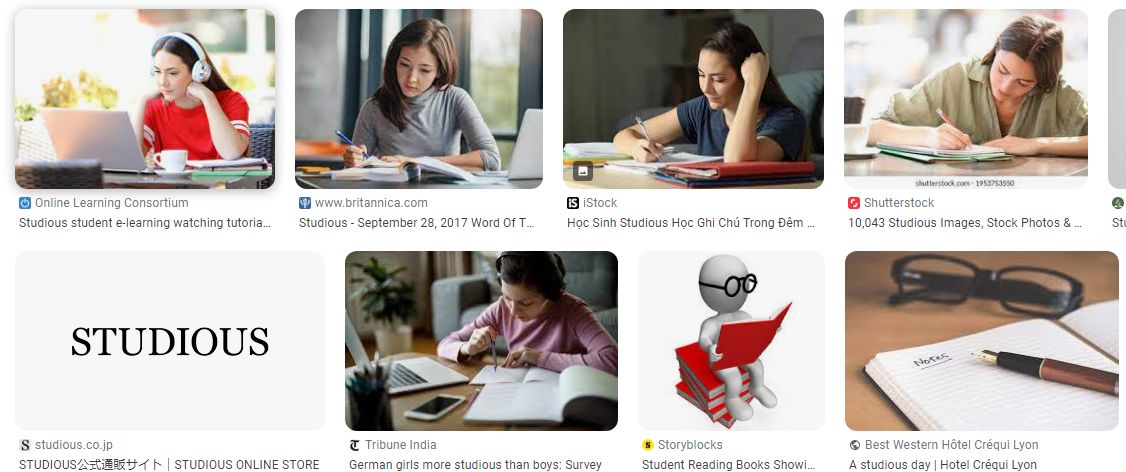 shutterstock.com · 1953753550
Online Learning Consortium
www.britannica.com
iStock
Shutterstock
Studious student e-learning watching tutoria...
Studious - September 28, 2017 Word Of T...
Học Sinh Studious Học Ghi Chú Trong Đêm ...
10,043 Studious Images, Stock Photos & ...
Stu
STUDIOUS
Notes
studious.co.jp
Tribune India
Storyblocks
Best Western Hôtel Créqui Lyon
STUDIOUS公式通販サイト｜STUDIOUS ONLINE STORE
German girls more studious than boys: Survey
Student Reading Books Showi...
A studious day | Hotel Créqui Lyon